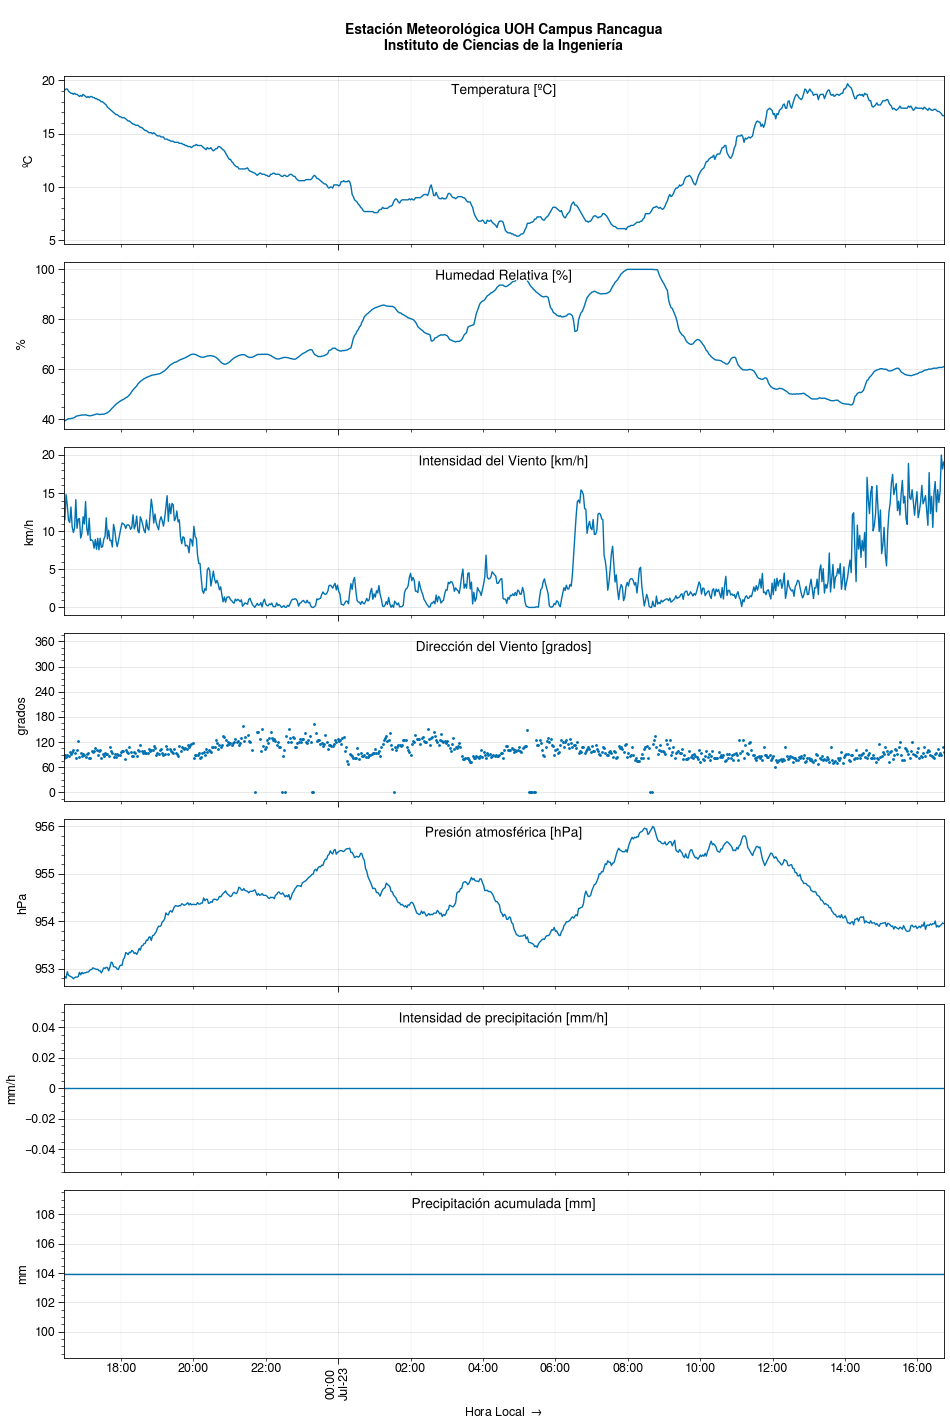 Estación Meteorológica UOH Campus Rancagua
Instituto de Ciencias de la Ingeniería
Temperatura [ºC]
ºC
20
15
10
5
Humedad Relativa [%]
%
100
80
60
40
Intensidad del Viento [km/h]
km/h
20
15
10
5
0
Dirección del Viento [grados]
grados
360
300
240
180
120
60
0
Presión atmosférica [hPa]
hPa
956
955
954
953
Intensidad de precipitación [mm/h]
mm/h
0.04
0.02
0
−0.02
−0.04
Precipitación acumulada [mm]
mm
108
106
104
102
100
18:00 20:00 22:00 00:00 02:00 04:00 06:00 08:00 10:00 12:00 14:00 16:00
Jul-23
Hora Local →